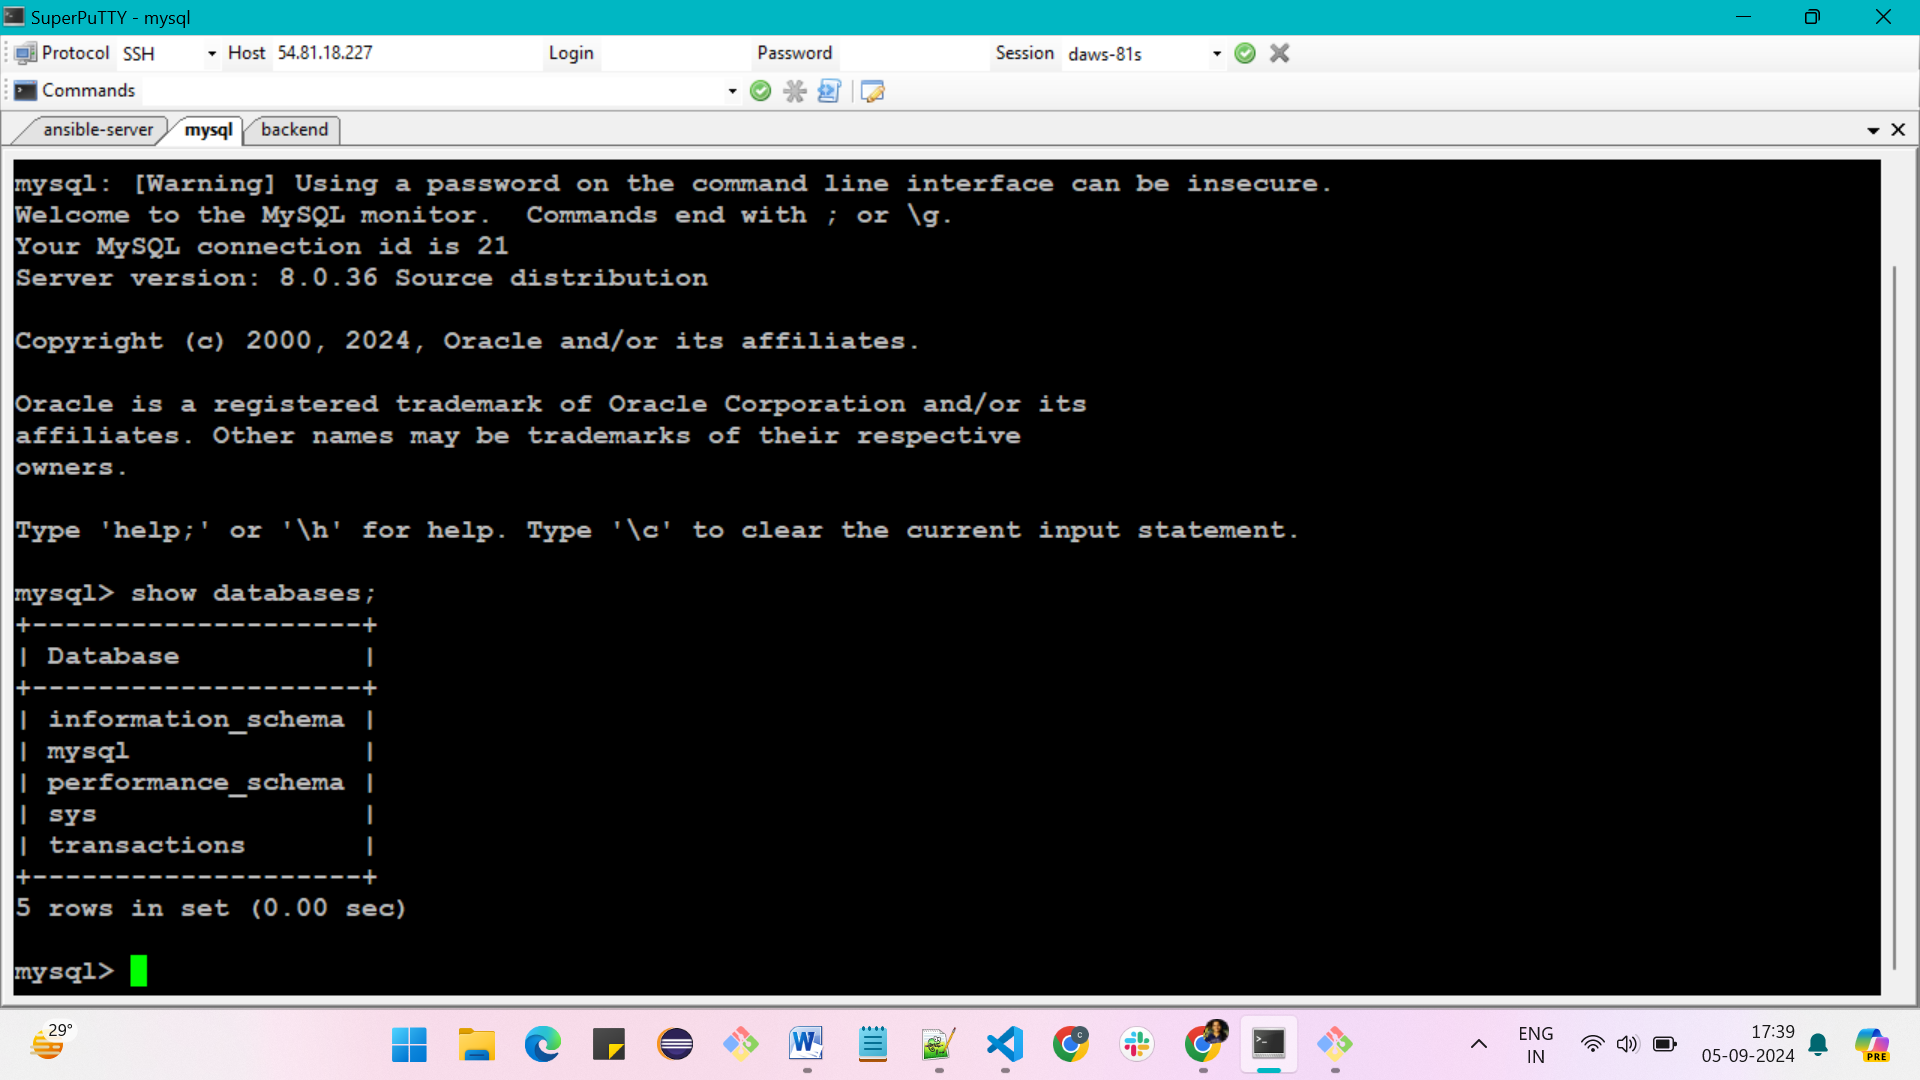 SuperPuTTY - mysql
Protocol SSH Host 54.81.18.227 Login Password Session daws-81s
Commands
ansible-server mysql backend
mysql: [Warning] Using a password on the command line interface can be insecure.
Welcome to the MySQL monitor.  Commands end with ; or \g.
Your MySQL connection id is 21
Server version: 8.0.36 Source distribution
Copyright (c) 2000, 2024, Oracle and/or its affiliates.
Oracle is a registered trademark of Oracle Corporation and/or its
affiliates. Other names may be trademarks of their respective
owners.
Type 'help;' or '\h' for help. Type '\c' to clear the current input statement.
mysql> show databases;
+--------------------+
| Database           |
+--------------------+
| information_schema |
| mysql              |
| performance_schema |
| sys                |
| transactions       |
+--------------------+
5 rows in set (0.00 sec)
mysql>
29°
ENG
IN
17:39
05-09-2024
PRE